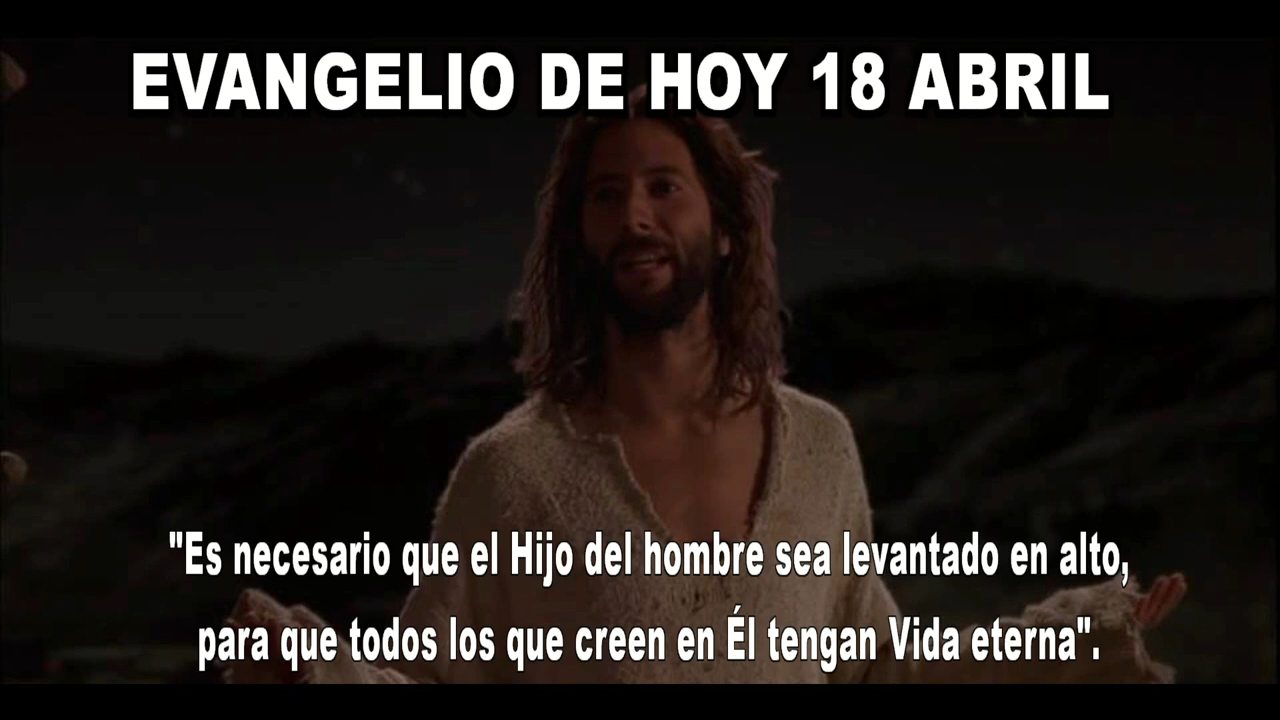 EVANGELIO DE HOY 18 ABRIL
"Es necesario que el Hijo del hombre sea levantado en alto,
para que todos los que creen en Él tengan Vida eterna".